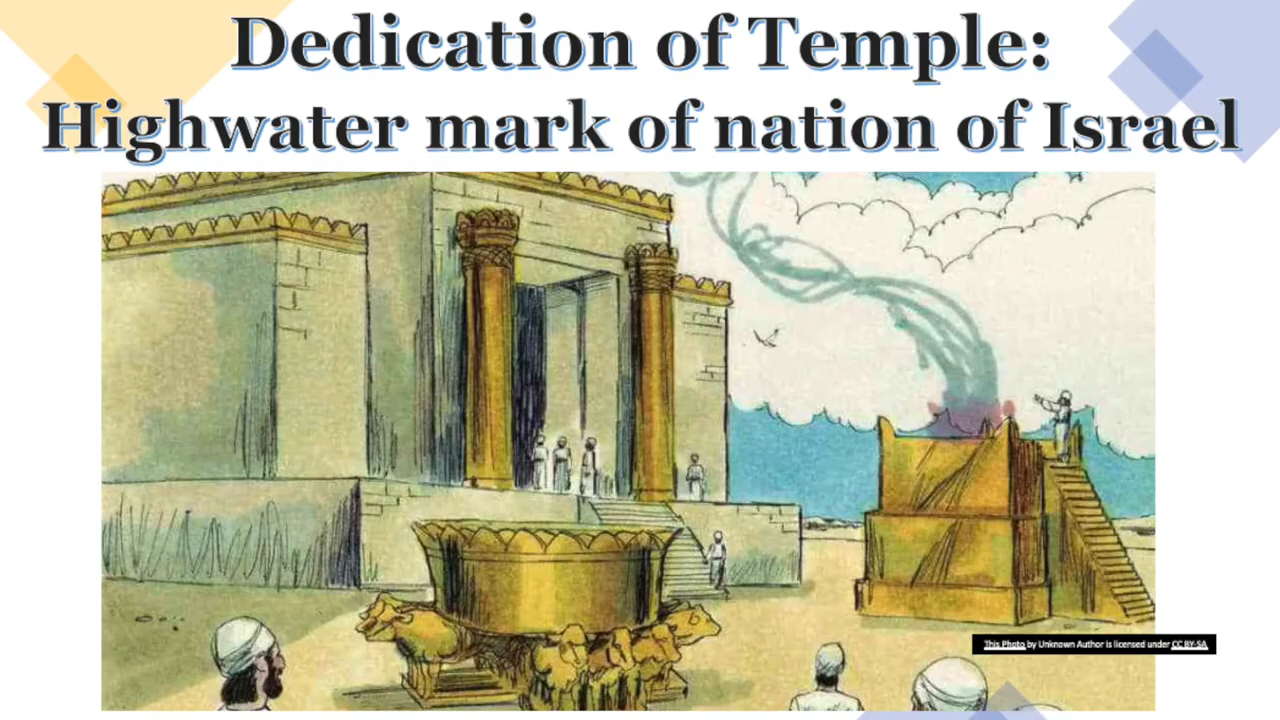 Dedication of Temple:
Highwater mark of nation of Israel
This Photo by Unknown Author is licensed under CC BY-SA